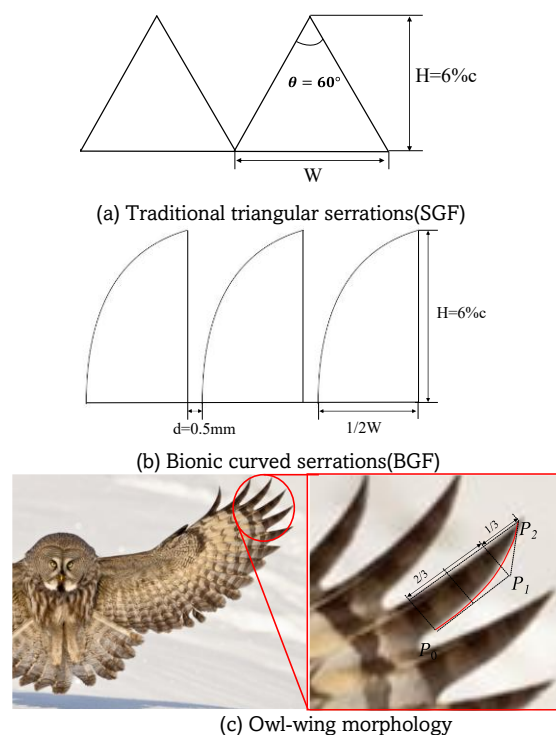 θ = 60°
H=6%c
W
(a) Traditional triangular serrations(SGF)
H=6%c
d=0.5mm
1/2W
(b) Bionic curved serrations(BGF)
1/3
P2
2/3
P1
P0
(c) Owl-wing morphology